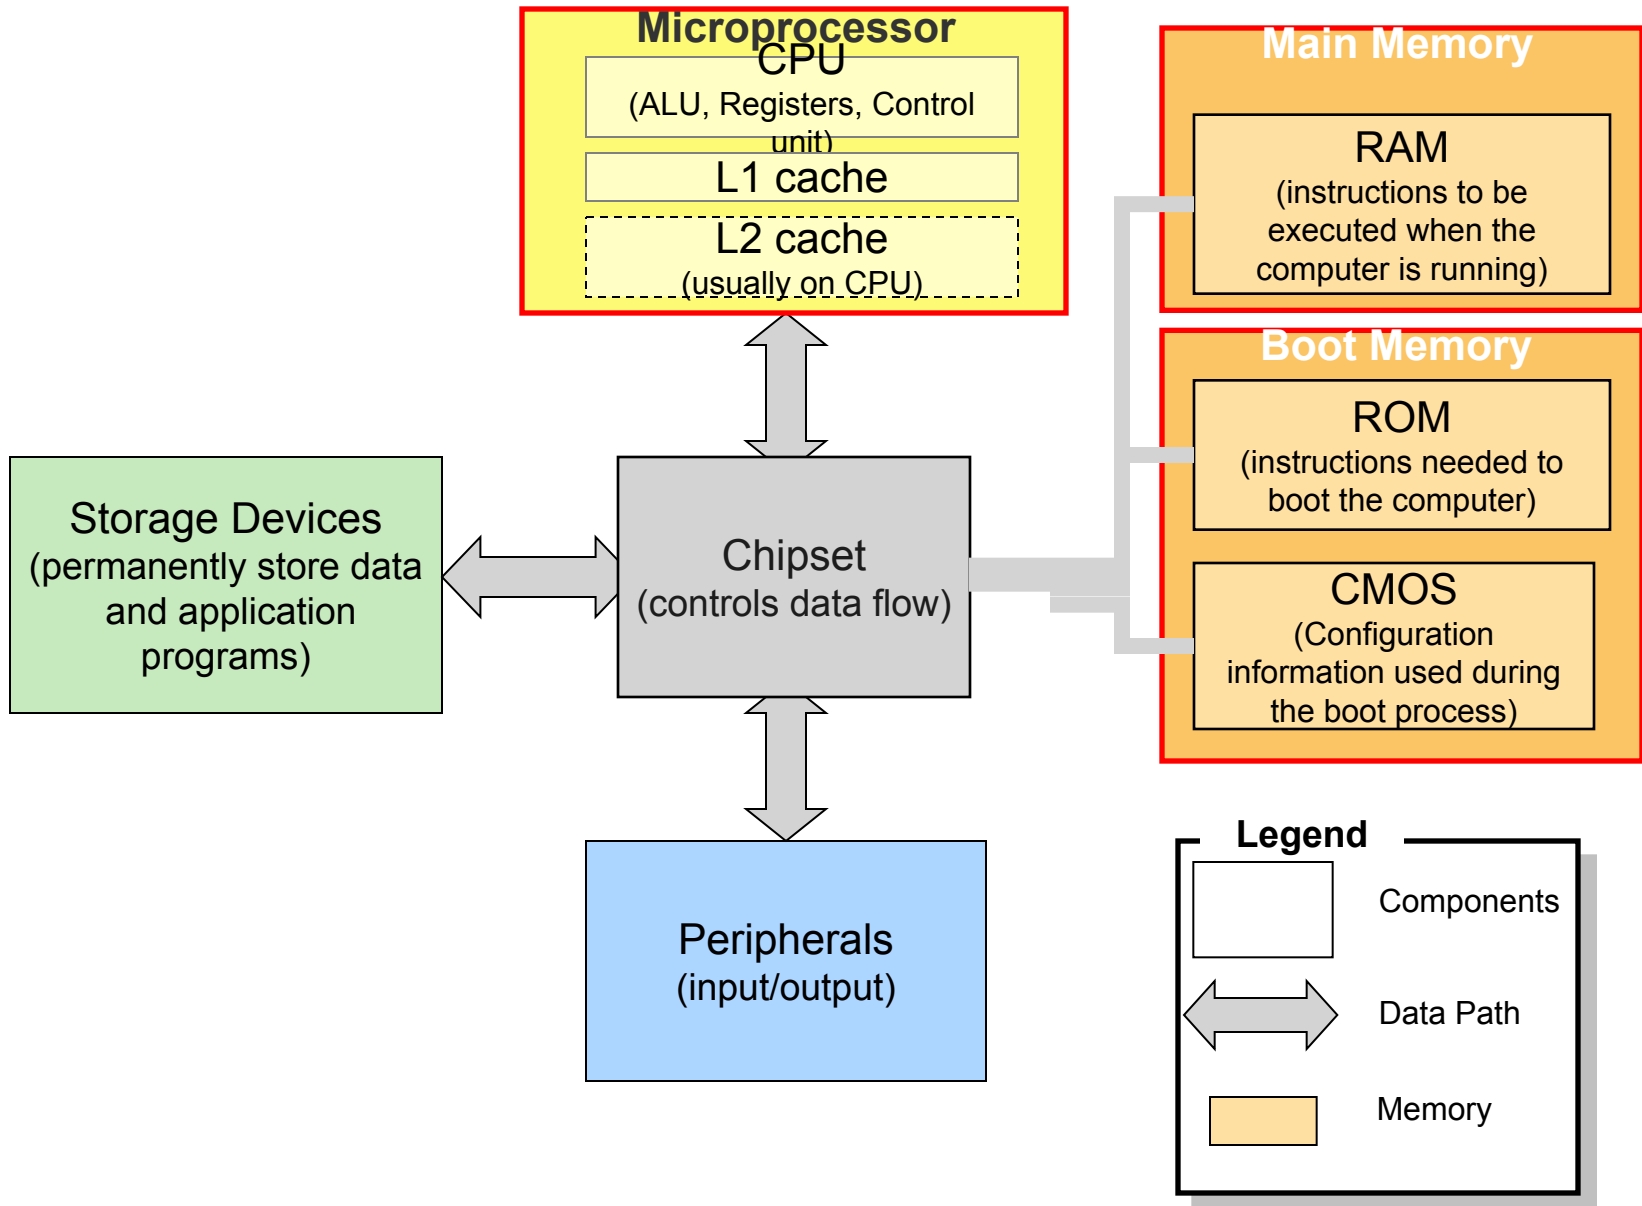 Microprocessor
CPU
(ALU, Registers, Control
unit)
L1 cache
L2 cache
(usually on CPU)
Main Memory
RAM
(instructions to be
executed when the
computer is running)
Boot Memory
ROM
(instructions needed to
boot the computer)
CMOS
(Configuration
information used during
the boot process)
Storage Devices
(permanently store data
and application
programs)
Chipset
(controls data flow)
Peripherals
(input/output)
Legend
Components
Data Path
Memory